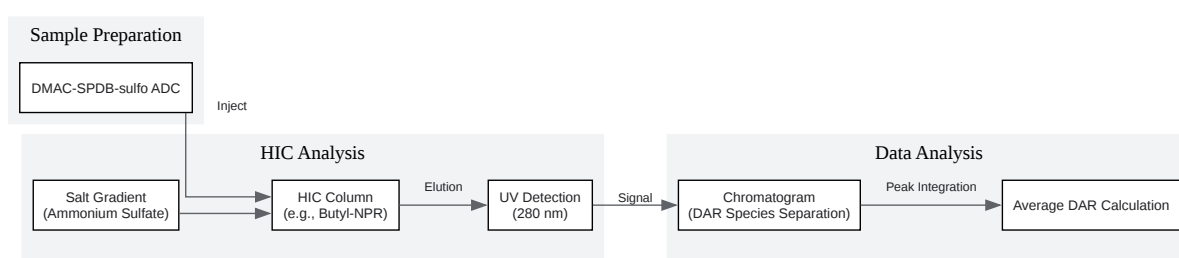 Sample Preparation
DMAC-SPDB-sulfo ADC
Inject
HIC Analysis
Data Analysis
Salt Gradient
(Ammonium Sulfate)
HIC Column
(e.g., Butyl-NPR)
Elution
UV Detection
(280 nm)
Signal
Chromatogram
(DAR Species Separation)
Peak Integration
Average DAR Calculation